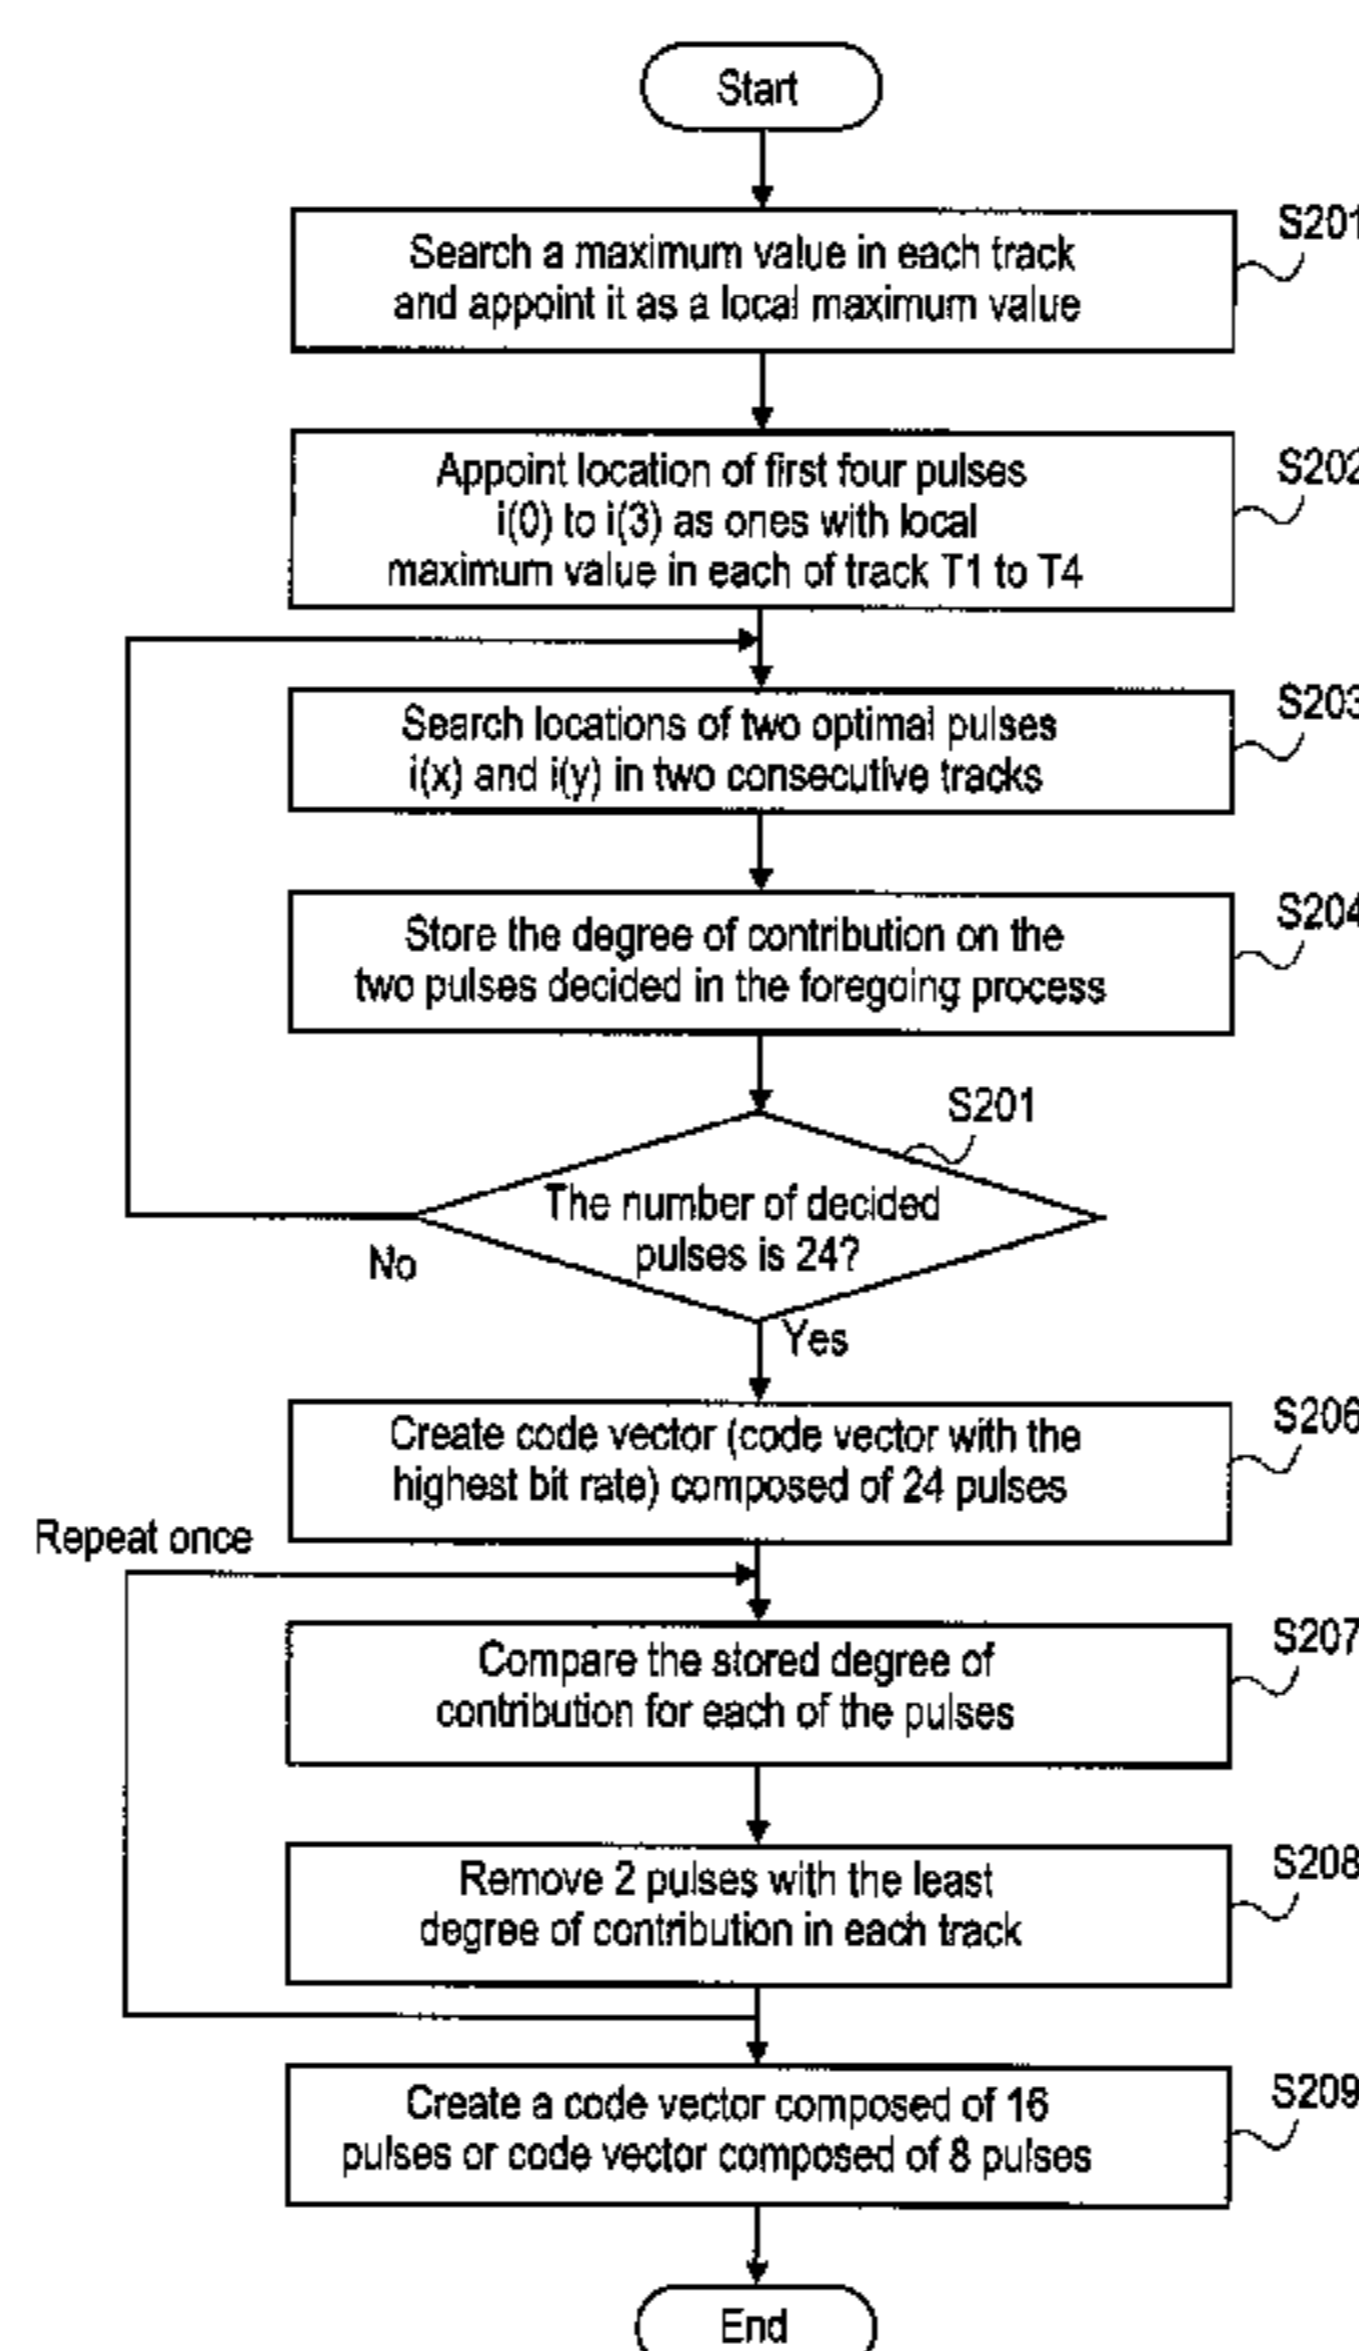 Start
S201
Search a maximum value in each track
and appoint it as a local maximum value
S202
Appoint location of first four pulses
i(0) to i(3) as ones with local
maximum value in each of track T1 to T4
S203
Search locations of two optimal pulses
i(x) and i(y) in two consecutive tracks
S204
Store the degree of contribution on the
two pulses decided in the foregoing process
S201
The number of decided
pulses is 24?
No
Yes
S206
Create code vector (code vector with the
highest bit rate) composed of 24 pulses
Repeat once
S207
Compare the stored degree of
contribution for each of the pulses
S208
Remove 2 pulses with the least
degree of contribution in each track
S209
Create a code vector composed of 16
pulses or code vector composed of 8 pulses
End